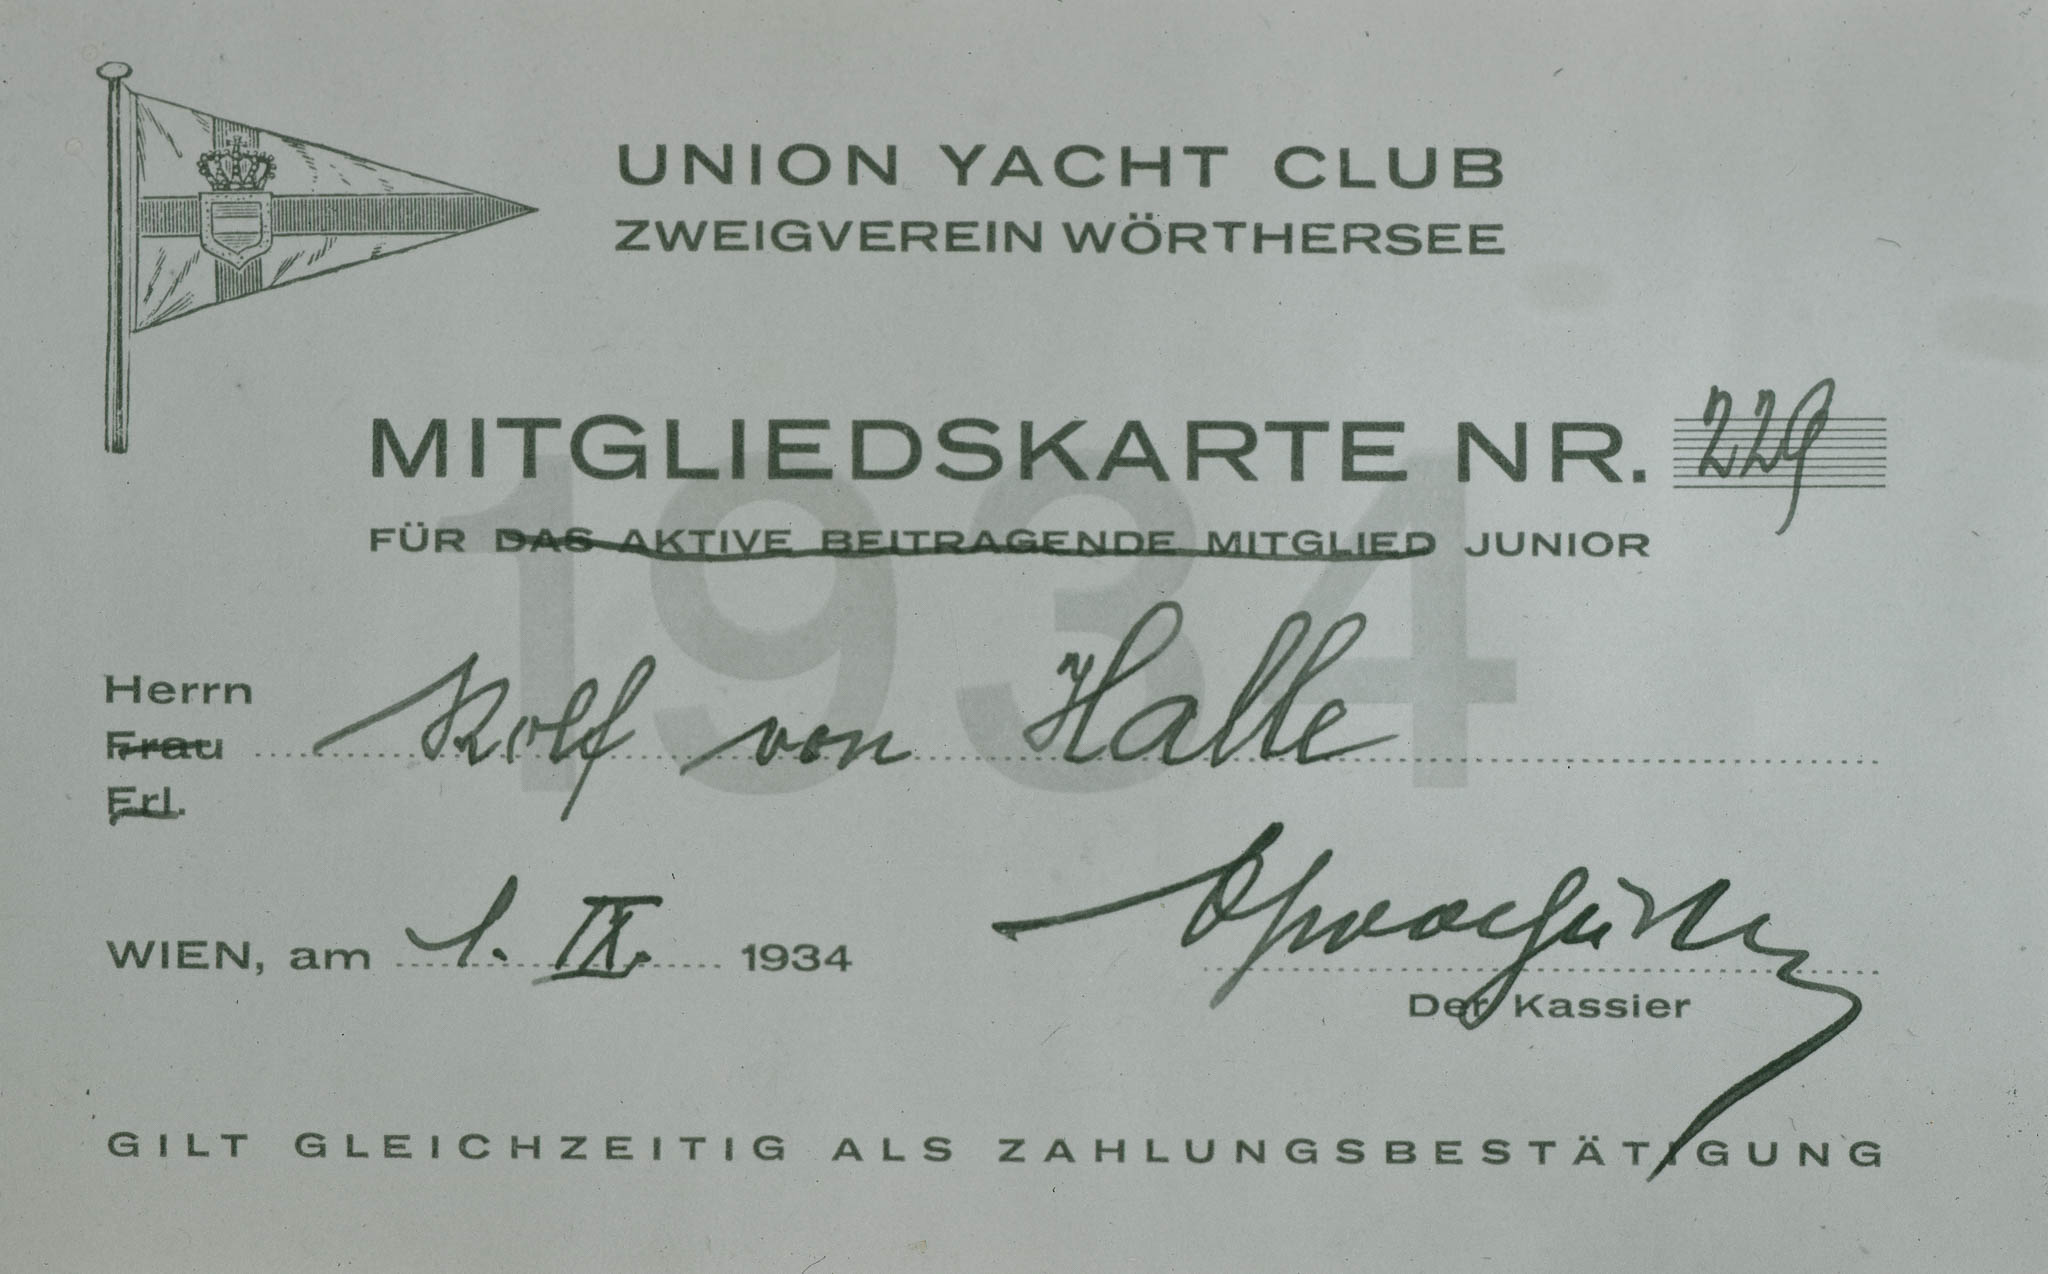 UNION YACHT CLUB
ZWEIGVEREIN WÖRTHERSEE
MITGLIEDSKARTE NR. 229
FÜR DAS AKTIVE BEITRAGENDE MITGLIED JUNIOR
1934
Herrn
Frau Rolf von Halle
Frl.
WIEN, am 1. IX. 1934
Der Kassier
GILT GLEICHZEITIG ALS ZAHLUNGSBESTÄTIGUNG